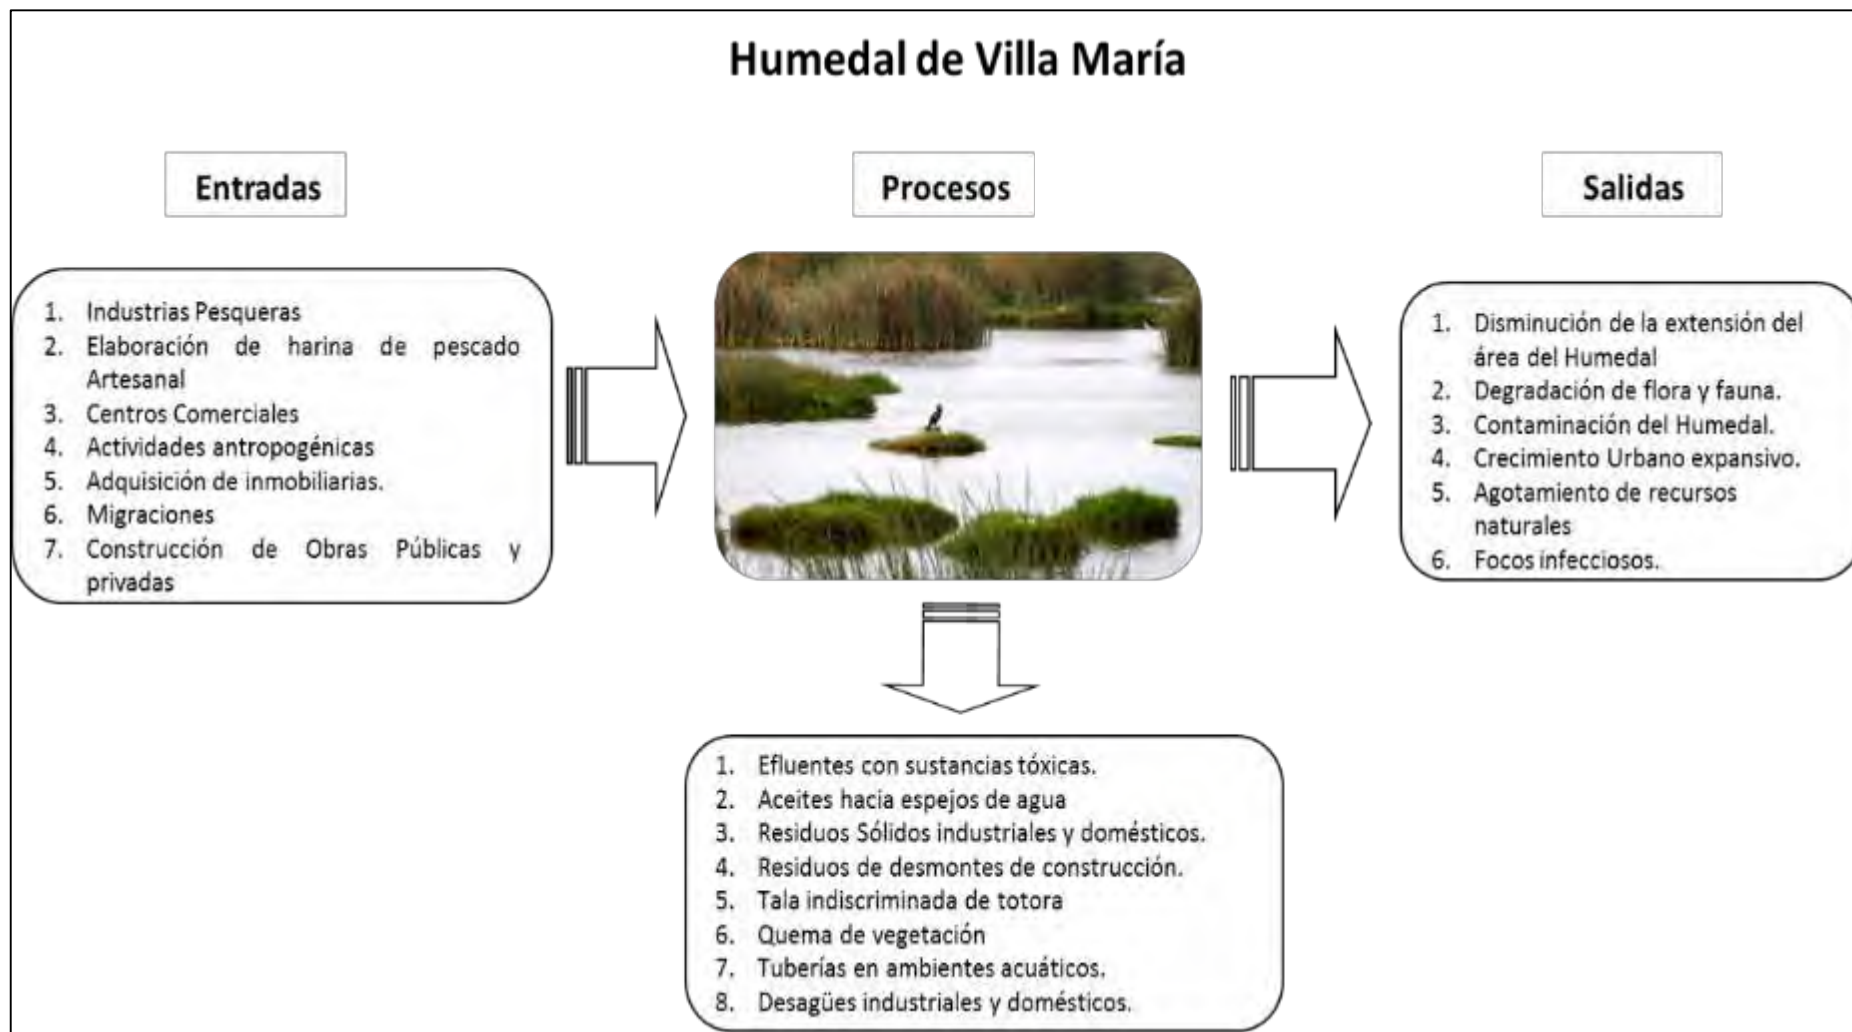 Humedal de Villa María
Entradas
Procesos
Salidas
1. Industrias Pesqueras
2. Elaboración de harina de pescado
Artesanal
3. Centros Comerciales
4. Actividades antropogénicas
5. Adquisición de inmobiliarias.
6. Migraciones
7. Construcción de Obras Públicas y
privadas
1. Disminución de la extensión del
área del Humedal
2. Degradación de flora y fauna.
3. Contaminación del Humedal.
4. Crecimiento Urbano expansivo.
5. Agotamiento de recursos
naturales
6. Focos infecciosos.
1. Efluentes con sustancias tóxicas.
2. Aceites hacia espejos de agua
3. Residuos Sólidos industriales y domésticos.
4. Residuos de desmontes de construcción.
5. Tala indiscriminada de totora
6. Quema de vegetación
7. Tuberías en ambientes acuáticos.
8. Desagües industriales y domésticos.